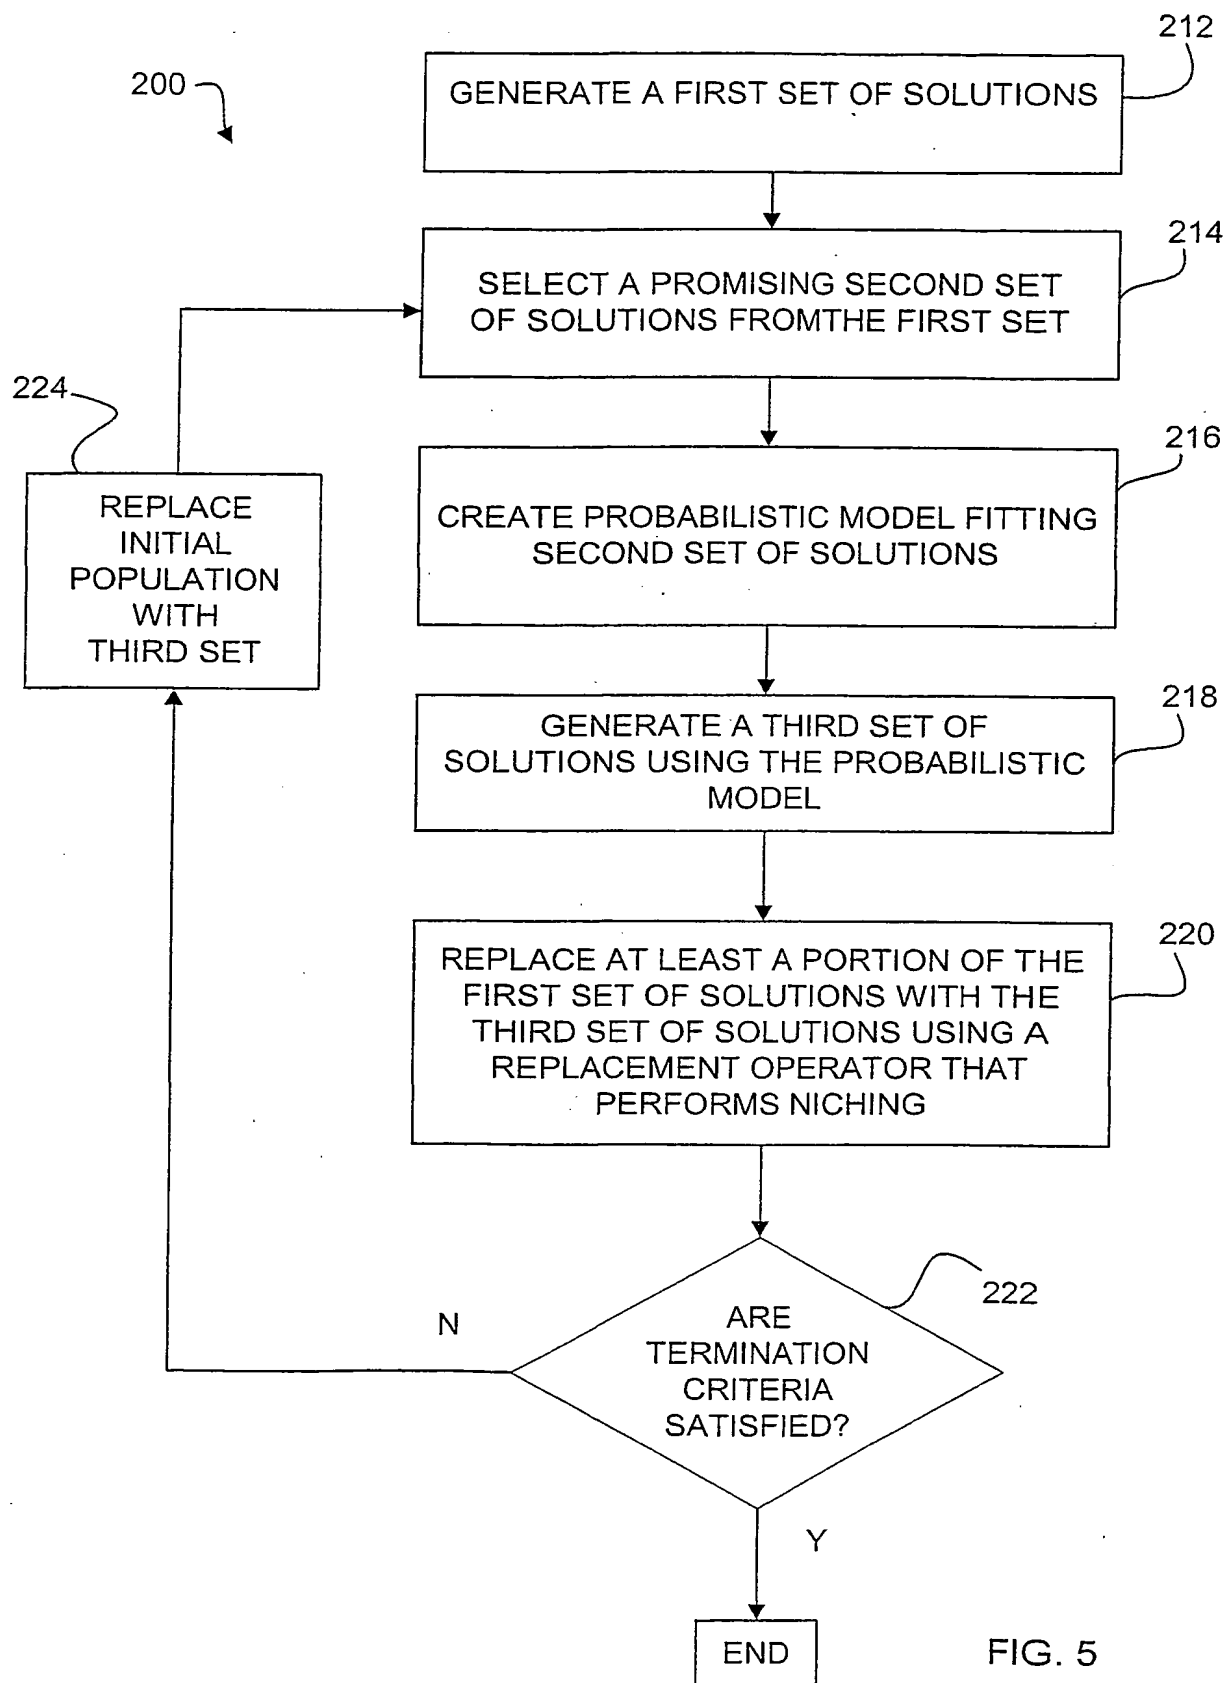 212
200
GENERATE A FIRST SET OF SOLUTIONS
214
SELECT A PROMISING SECOND SET
OF SOLUTIONS FROMTHE FIRST SET
224
216
REPLACE
INITIAL
POPULATION
WITH
THIRD SET
CREATE PROBABILISTIC MODEL FITTING
SECOND SET OF SOLUTIONS
218
GENERATE A THIRD SET OF
SOLUTIONS USING THE PROBABILISTIC
MODEL
220
REPLACE AT LEAST A PORTION OF THE
FIRST SET OF SOLUTIONS WITH THE
THIRD SET OF SOLUTIONS USING A
REPLACEMENT OPERATOR THAT
PERFORMS NICHING
222
N
ARE
TERMINATION
CRITERIA
SATISFIED?
Y
END
FIG. 5